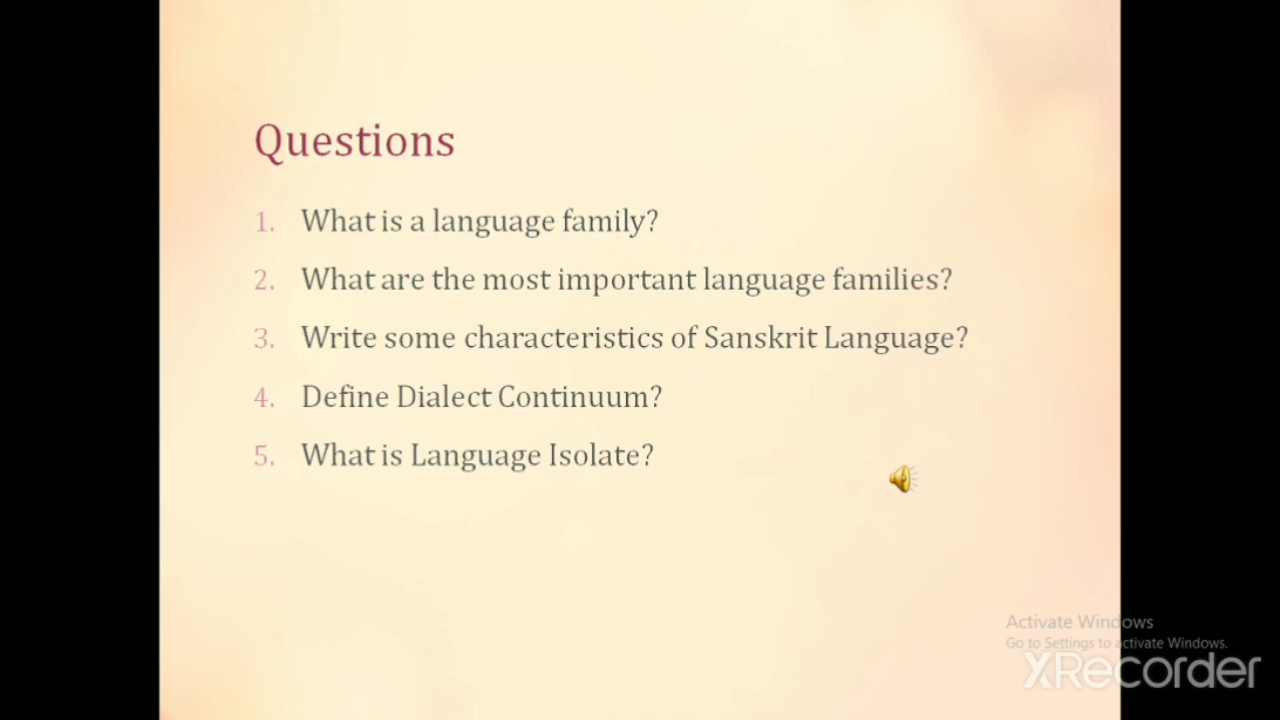 Questions
1. What is a language family?
2. What are the most important language families?
3. Write some characteristics of Sanskrit Language?
4. Define Dialect Continuum?
5. What is Language Isolate?
Activate Windows
Go to Settings to activate Windows.
XRecorder